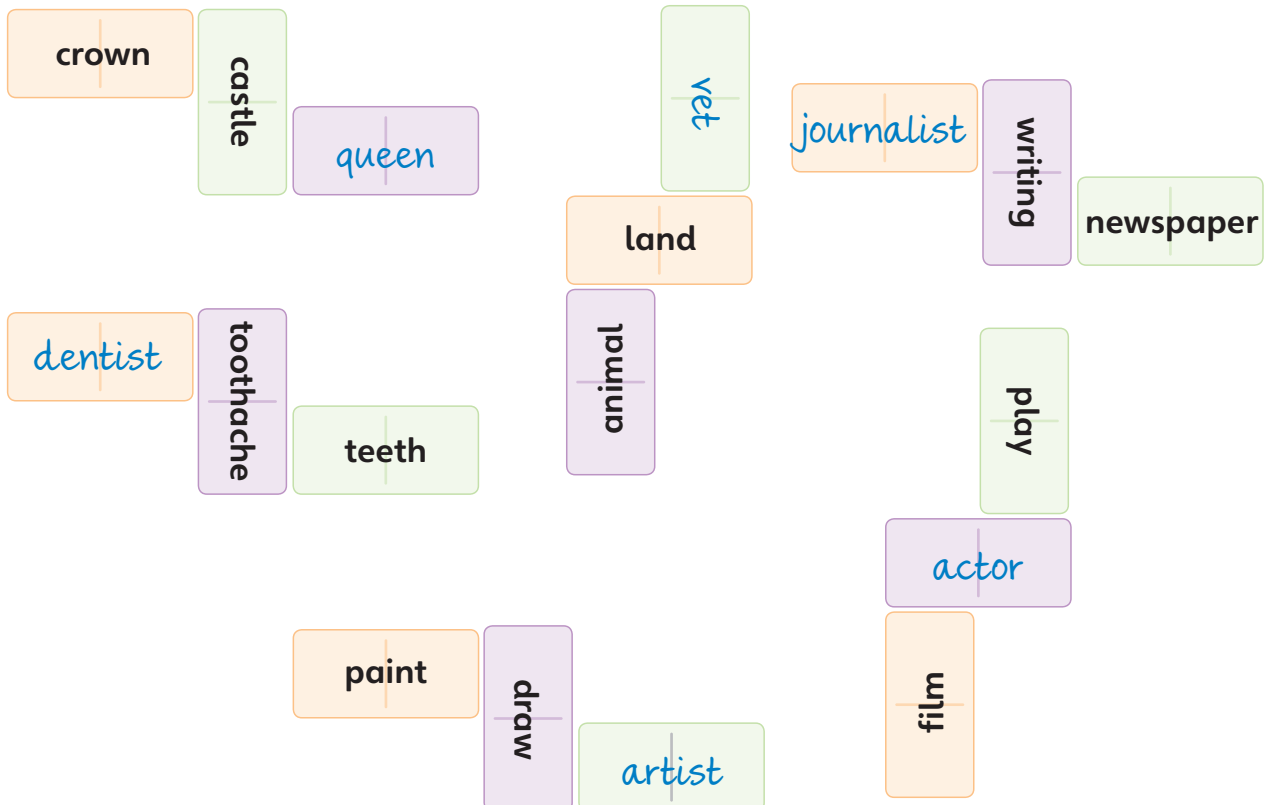 crown
castle
queen
vet
land
animal
journalist
writing
newspaper
dentist
toothache
teeth
play
actor
film
paint
draw
artist